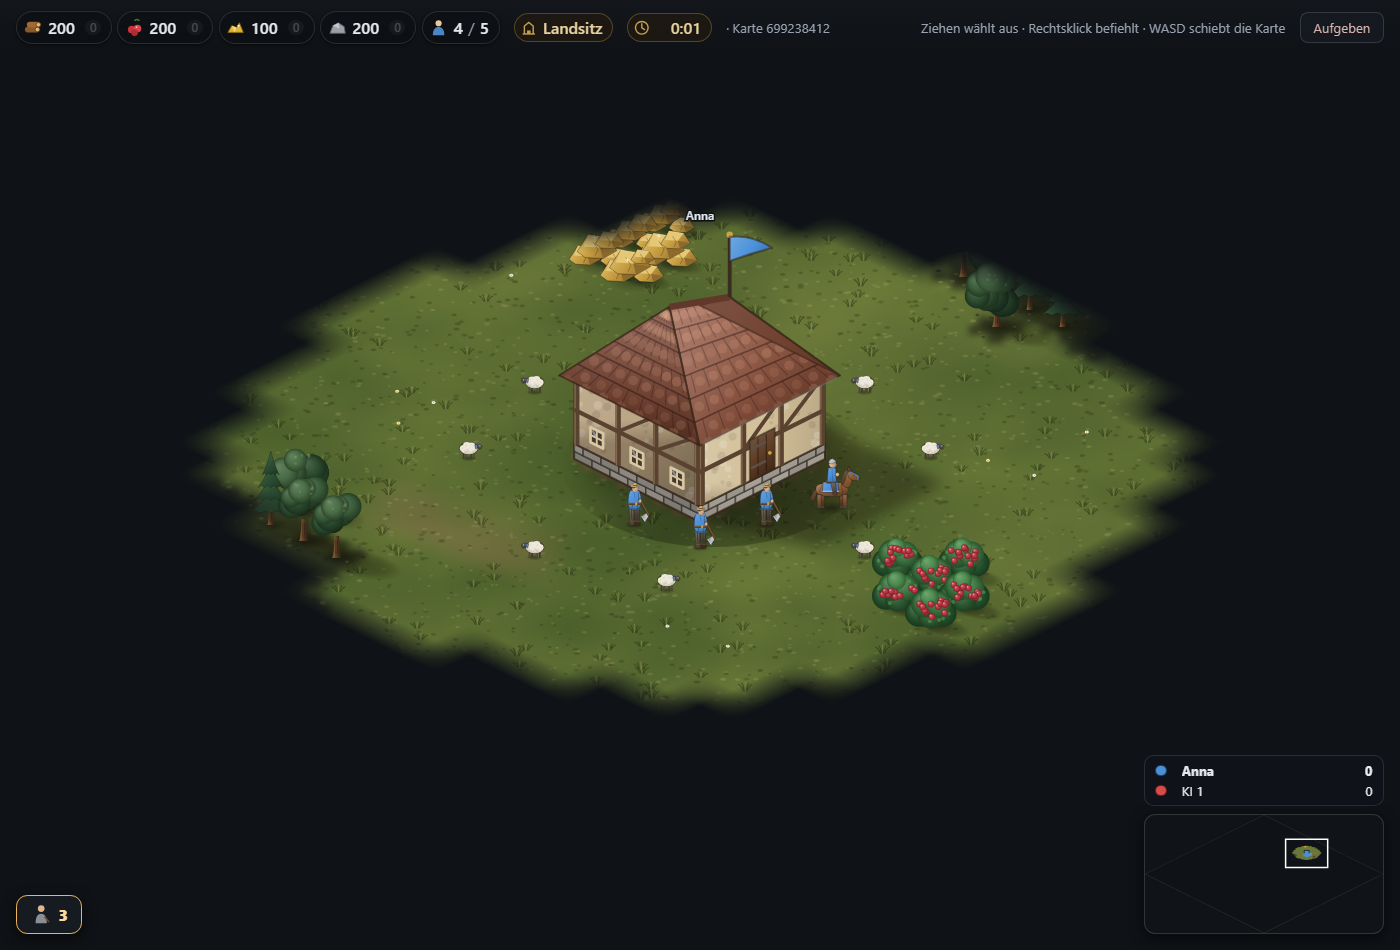 200 0 200 0 100 0 200 0 4 / 5 Landsitz 0:01 · Karte 699238412 Ziehen wählt aus · Rechtsklick befiehlt · WASD schiebt die Karte Aufgeben
Anna
Anna 0
KI 1 0
3